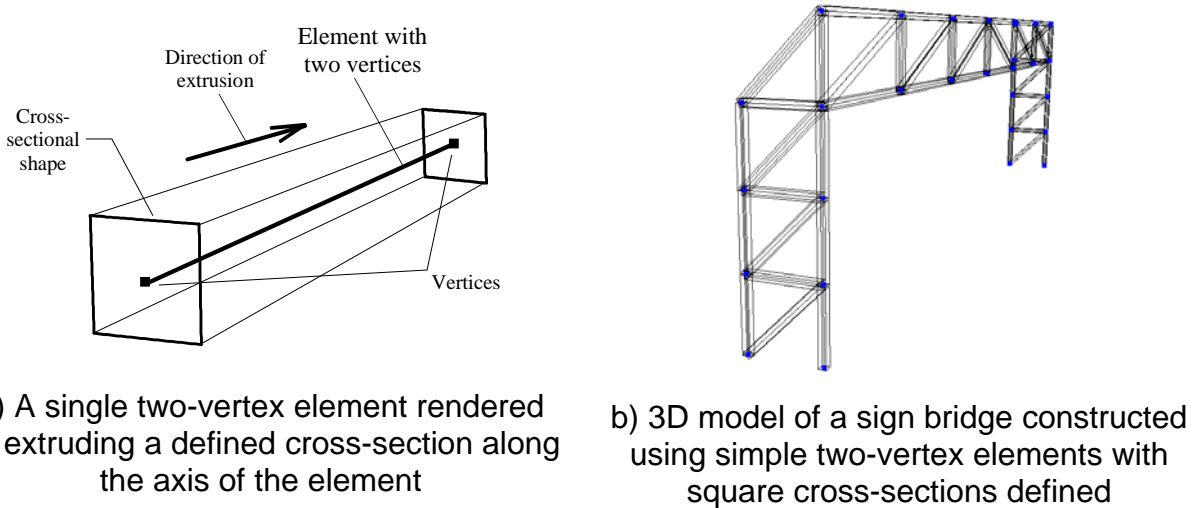 Direction of
extrusion
Element with
two vertices
Cross-
sectional
shape
Vertices
) A single two-vertex element rendered
extruding a defined cross-section along
the axis of the element
b) 3D model of a sign bridge constructed
using simple two-vertex elements with
square cross-sections defined